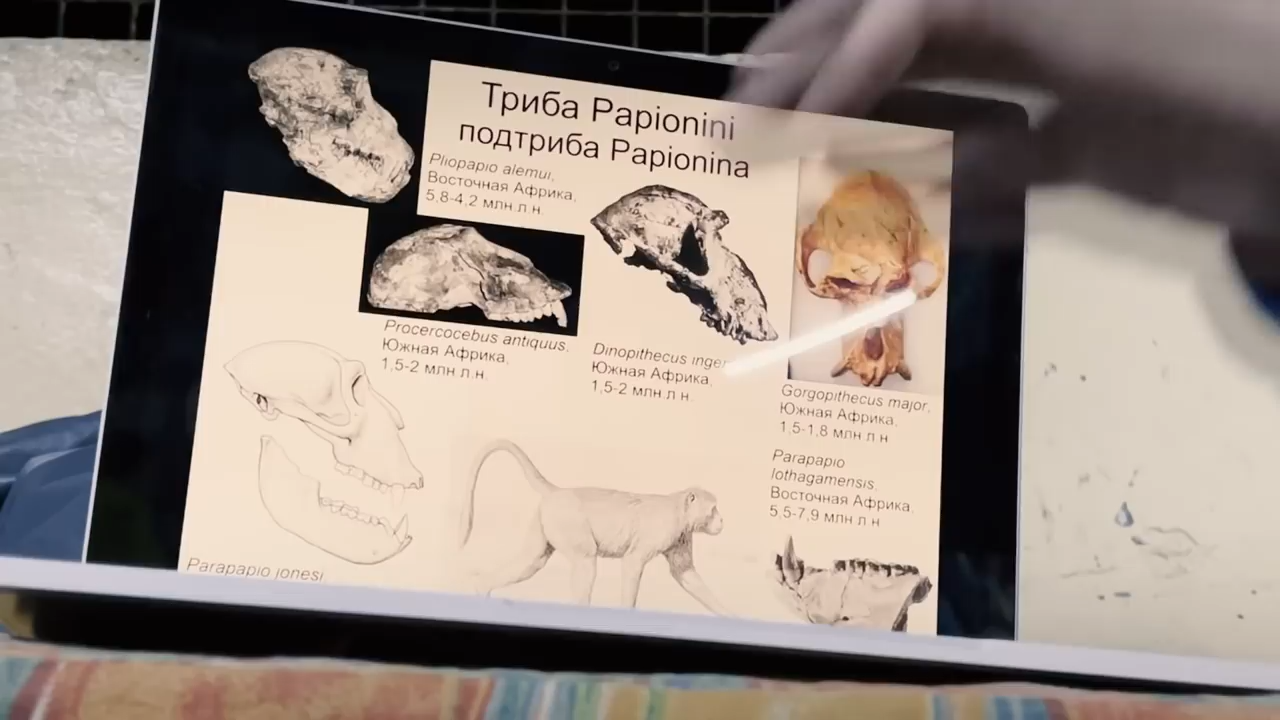 Триба Papionini
подтриба Papionina
Pliopapio alemui,
Восточная Африка,
5,8-4,2 млн.л.н.
Procercocebus antiquus,
Южная Африка,
1,5-2 млн.л.н.
Dinopithecus
Южная Африка,
1,5-2 млн.л.н.
Gorgopithecus major,
Южная Африка,
1,5-1,8 млн.л.н.
Parapapio
lothagamensis,
Восточная Африка,
5,5-7,9 млн.л.н.
Parapapio jonesi